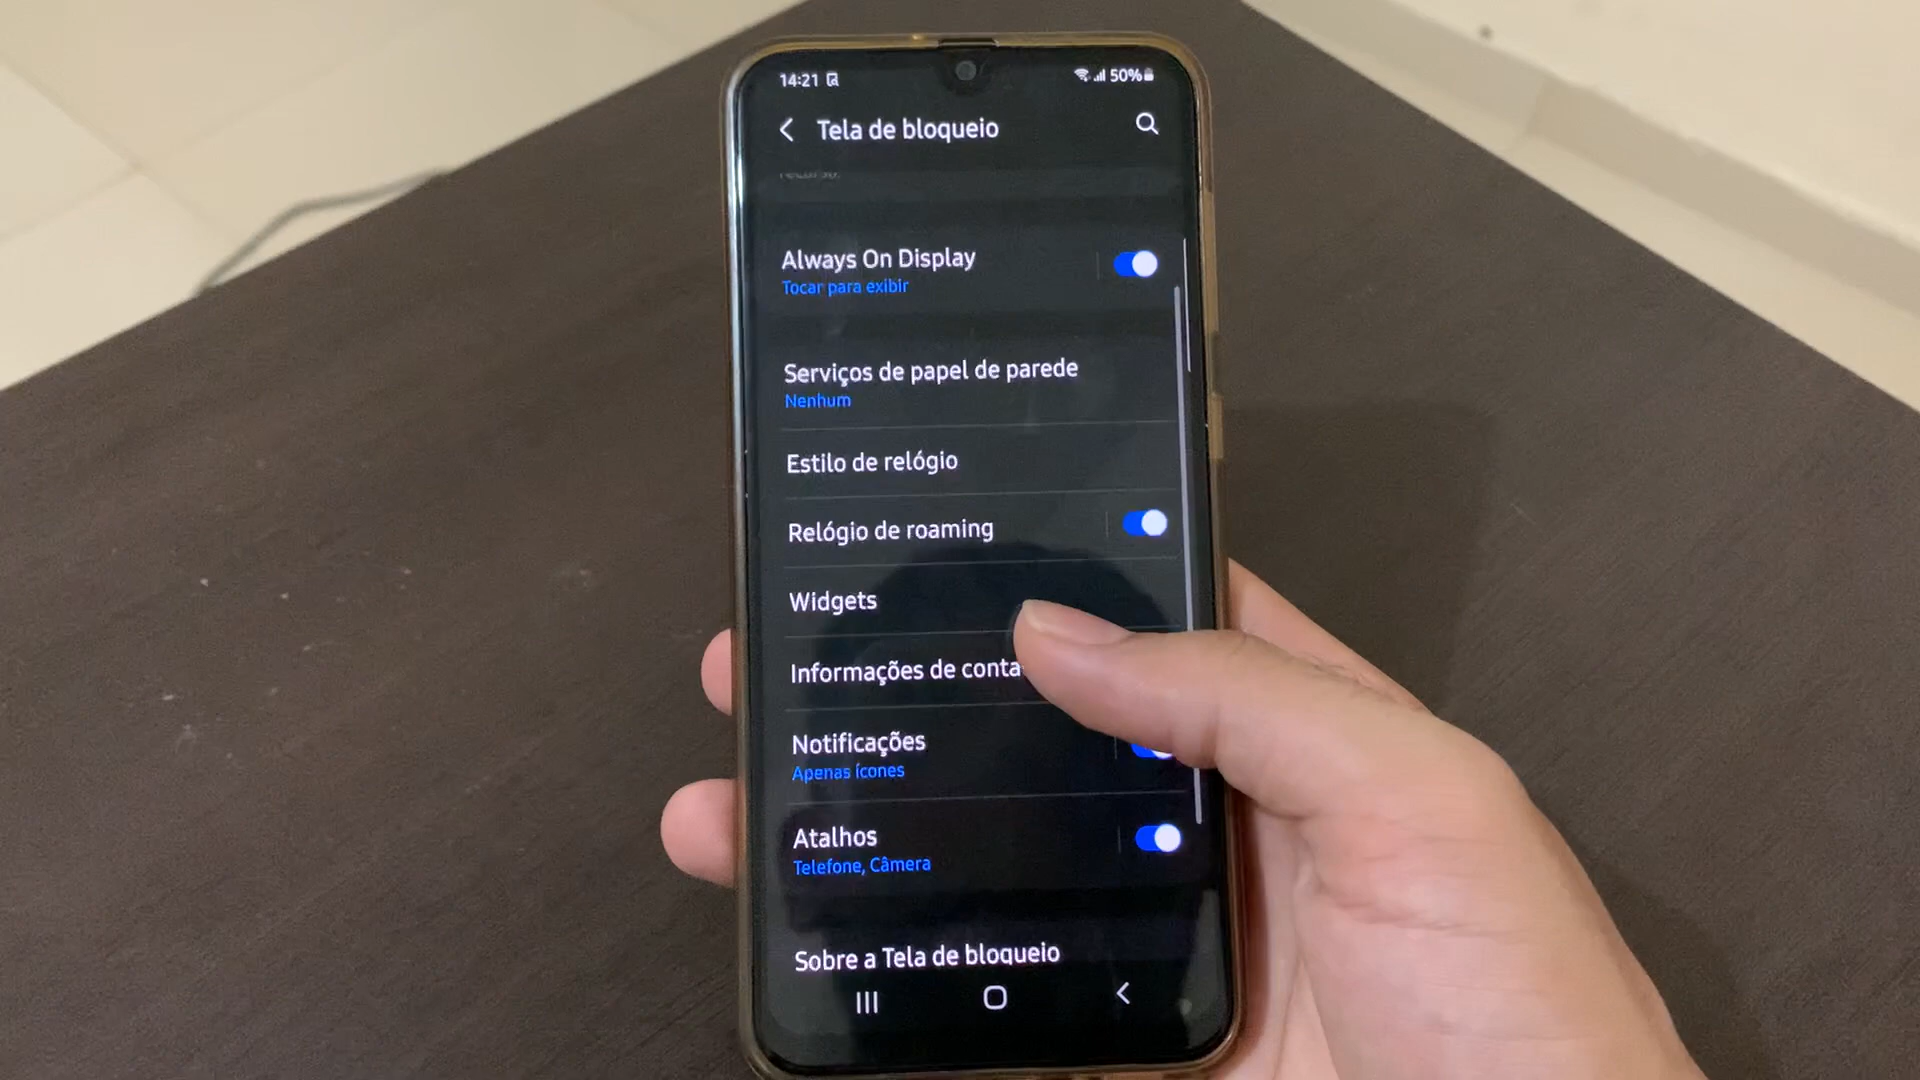 14:21
50%
Tela de bloqueio
recurso.
Always On Display
Tocar para exibir
Serviços de papel de parede
Nenhum
Estilo de relógio
Relógio de roaming
Widgets
Informações de conta
Notificações
Apenas ícones
Atalhos
Telefone, Câmera
Sobre a Tela de bloqueio